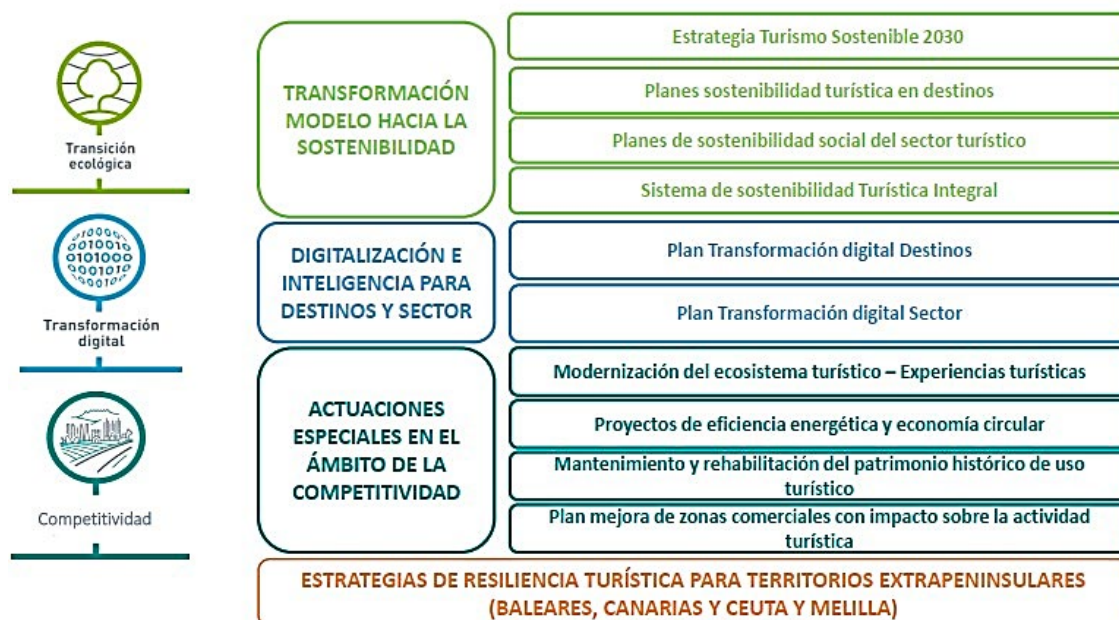 Transición
ecológica
TRANSFORMACIÓN
MODELO HACIA LA
SOSTENIBILIDAD
Estrategia Turismo Sostenible 2030
Planes sostenibilidad turística en destinos
Planes de sostenibilidad social del sector turístico
Sistema de sostenibilidad Turística Integral
Transformación
digital
DIGITALIZACIÓN E
INTELIGENCIA PARA
DESTINOS Y SECTOR
Plan Transformación digital Destinos
Plan Transformación digital Sector
Competitividad
ACTUACIONES
ESPECIALES EN EL
ÁMBITO DE LA
COMPETITIVIDAD
Modernización del ecosistema turístico – Experiencias turísticas
Proyectos de eficiencia energética y economía circular
Mantenimiento y rehabilitación del patrimonio histórico de uso
turístico
Plan mejora de zonas comerciales con impacto sobre la actividad
turística
ESTRATEGIAS DE RESILIENCIA TURÍSTICA PARA TERRITORIOS EXTRAPENINSULARES
(BALEARES, CANARIAS Y CEUTA Y MELILLA)